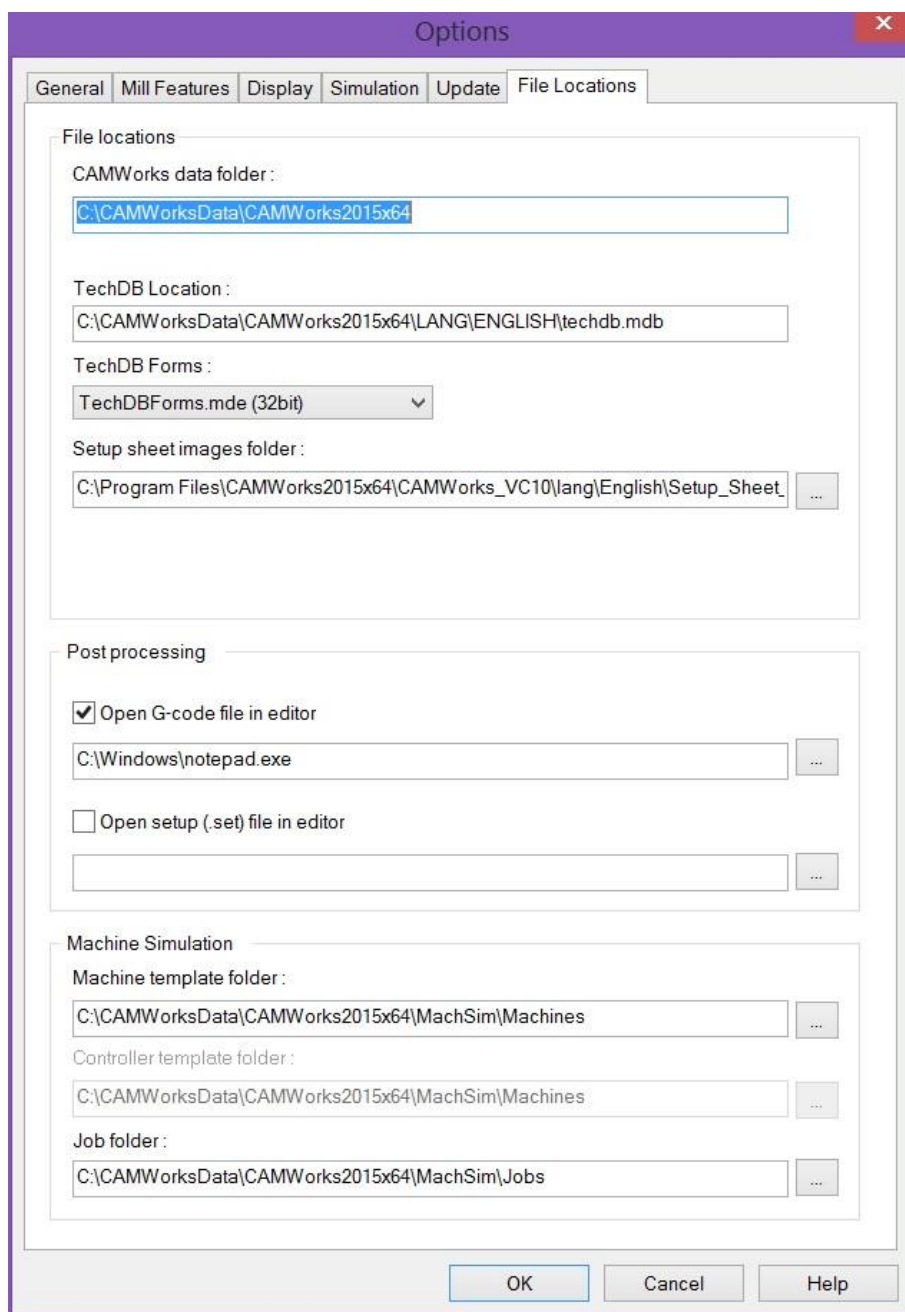 Options
General Mill Features Display Simulation Update File Locations
File locations
CAMWorks data folder :
C:\CAMWorksData\CAMWorks2015x64
TechDB Location :
C:\CAMWorksData\CAMWorks2015x64\LANG\ENGLISH\techdb.mdb
TechDB Forms :
TechDBForms.mde (32bit)
Setup sheet images folder :
C:\Program Files\CAMWorks2015x64\CAMWorks_VC10\lang\English\Setup_Sheet_
...
Post processing
Open G-code file in editor
C:\Windows\notepad.exe
...
Open setup (.set) file in editor
...
Machine Simulation
Machine template folder :
C:\CAMWorksData\CAMWorks2015x64\MachSim\Machines
...
Controller template folder :
C:\CAMWorksData\CAMWorks2015x64\MachSim\Machines
...
Job folder :
C:\CAMWorksData\CAMWorks2015x64\MachSim\Jobs
...
OK Cancel Help